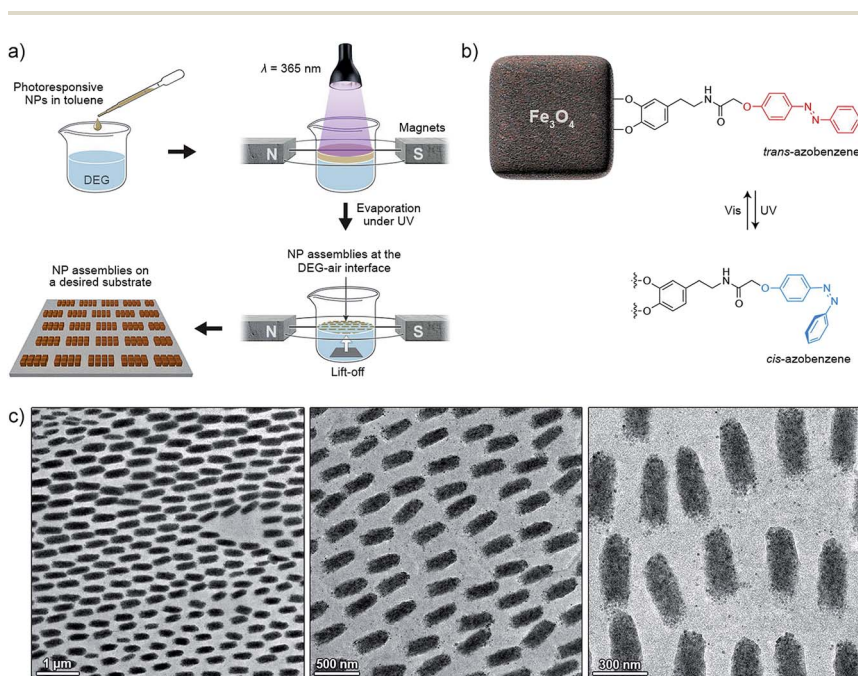 a)
Photoresponsive
NPs in toluene
DEG
λ = 365 nm
Magnets
N
S
Evaporation
under UV
NP assemblies at the
DEG-air interface
N
S
Lift-off
NP assemblies on
a desired substrate
b)
Fe3O4
O
O
H
N
O
O
N
N
trans-azobenzene
Vis
UV
O
O
H
N
O
O
N
N
cis-azobenzene
c)
1 μm
500 nm
300 nm